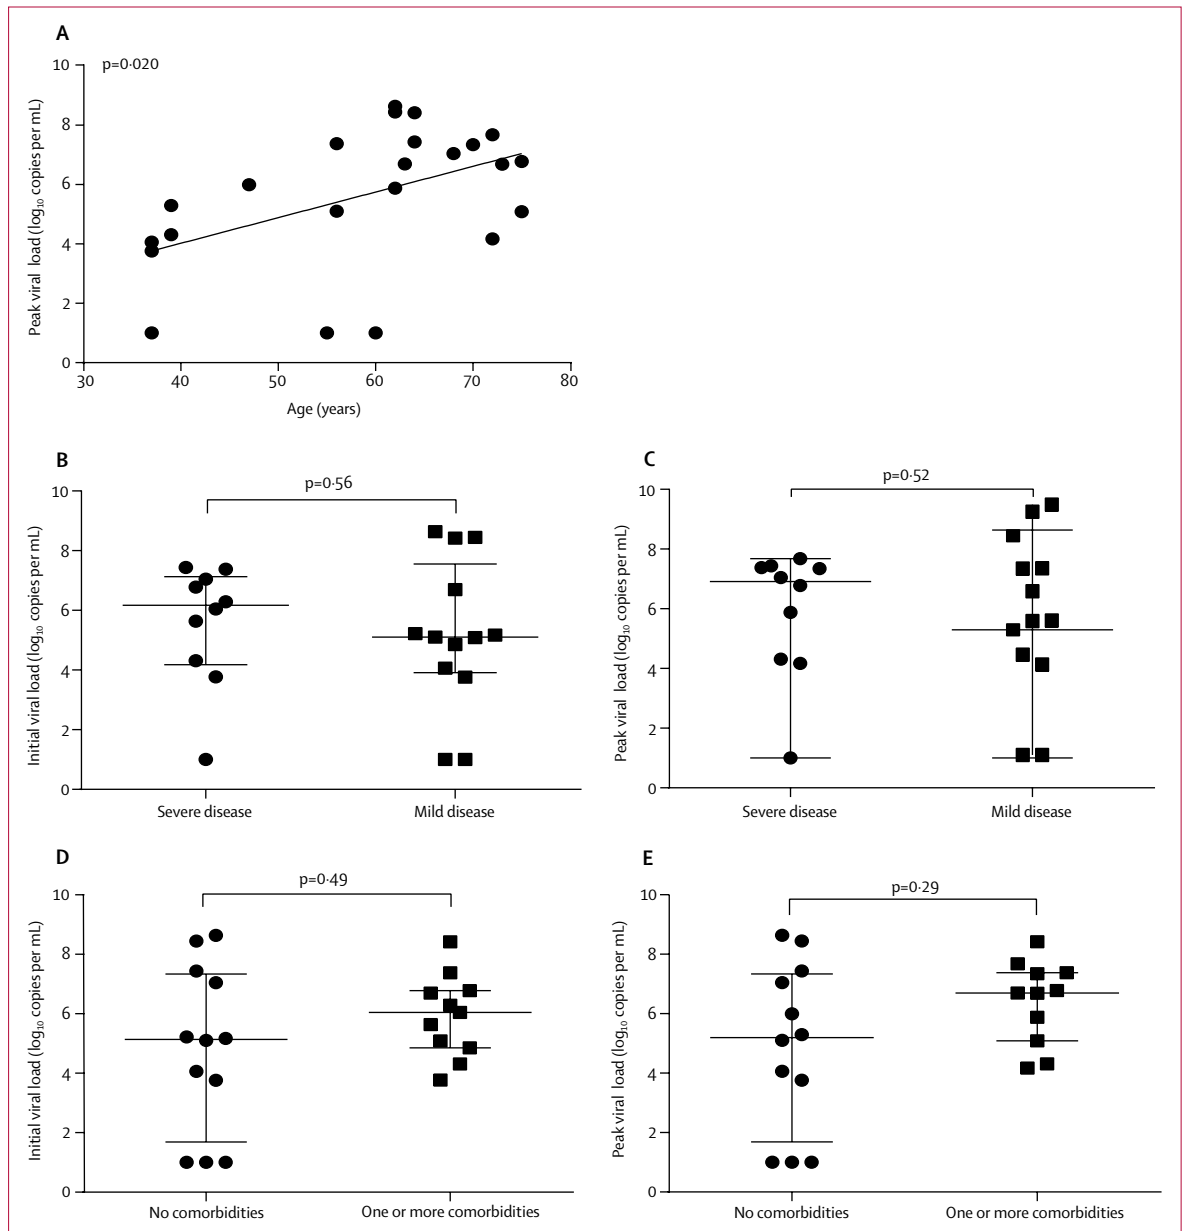 A
p=0·020
10
8
6
4
2
0
Peak viral load (log₁₀ copies per mL)
30 40 50 60 70 80
Age (years)
B
p=0·56
10
8
6
4
2
0
Initial viral load (log₁₀ copies per mL)
Severe disease Mild disease
C
p=0·52
10
8
6
4
2
0
Peak viral load (log₁₀ copies per mL)
Severe disease Mild disease
D
p=0·49
10
8
6
4
2
0
Initial viral load (log₁₀ copies per mL)
No comorbidities One or more comorbidities
E
p=0·29
10
8
6
4
2
0
Peak viral load (log₁₀ copies per mL)
No comorbidities One or more comorbidities